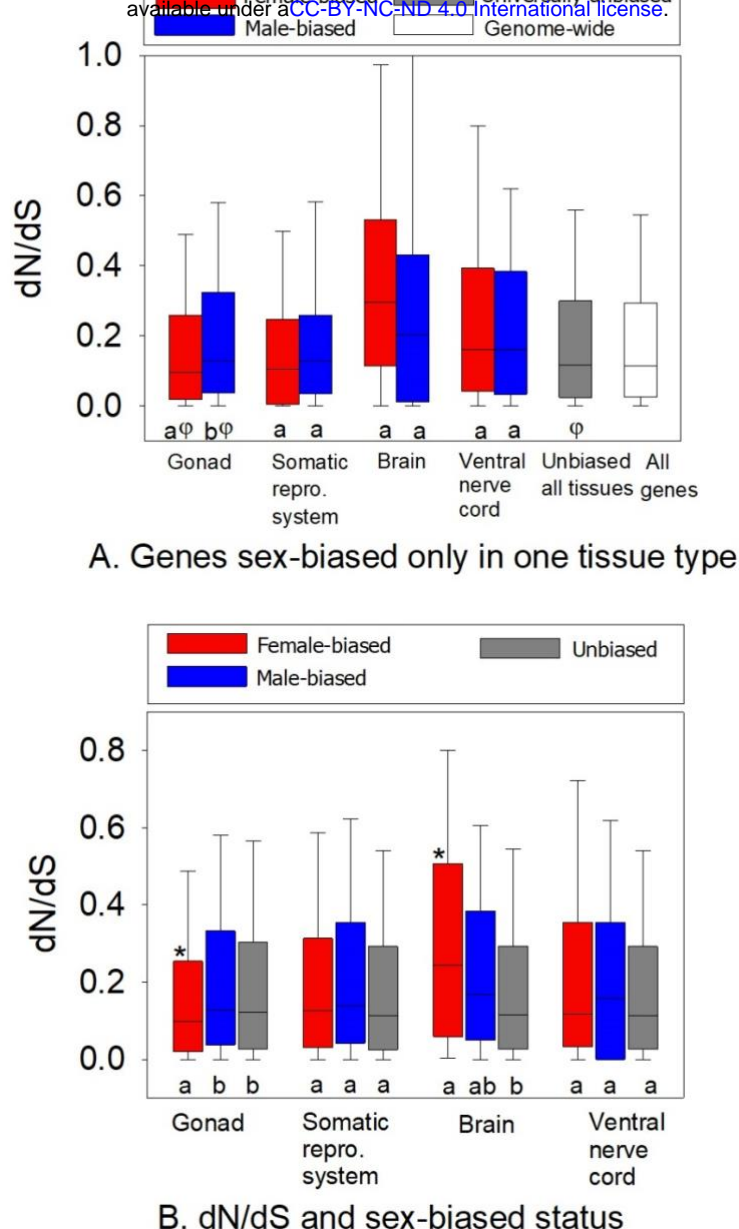 available under aCC-BY-NC-ND 4.0 International license.
Male-biased Genome-wide
1.0
0.8
0.6
0.4
0.2
0.0
dN/dS
aφ bφ a a a a a a φ
Gonad Somatic repro. system Brain Ventral nerve cord Unbiased all tissues All genes
A. Genes sex-biased only in one tissue type
Female-biased Unbiased
Male-biased
0.8
0.6
0.4
0.2
0.0
dN/dS
* *
a b b a a a a ab b a a a
Gonad Somatic repro. system Brain Ventral nerve cord
B. dN/dS and sex-biased status